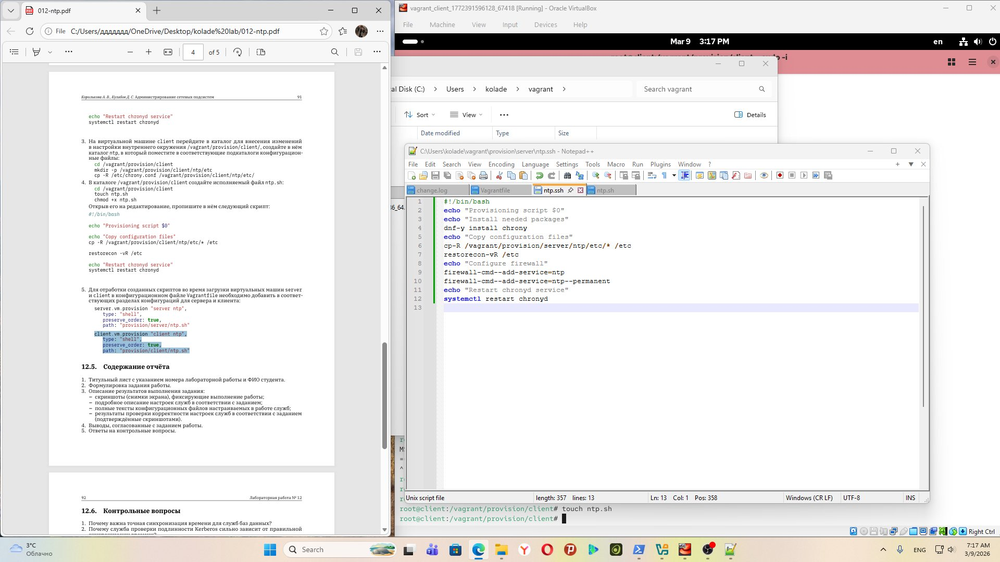 012-ntp.pdf
File C:/Users/ддддддд/OneDrive/Desktop/kolade%20lab/012-ntp.pdf
4 of 5
Королькова А. В., Кулябов Д. С. Администрирование сетевых подсистем 91
echo "Restart chronyd service"
systemctl restart chronyd
3. На виртуальной машине client перейдите в каталог для внесения изменений
в настройки внутреннего окружения /vagrant/provision/client/, создайте в нём
каталог ntp, в который поместите в соответствующие подкаталоги конфигурацион-
ные файлы:
cd /vagrant/provision/client
mkdir -p /vagrant/provision/client/ntp/etc
cp -R /etc/chrony.conf /vagrant/provision/client/ntp/etc/
4. В каталоге /vagrant/provision/client создайте исполняемый файл ntp.sh:
cd /vagrant/provision/client
touch ntp.sh
chmod +x ntp.sh
Открыв его на редактирование, пропишите в нём следующий скрипт:
#!/bin/bash
echo "Provisioning script $0"
echo "Copy configuration files"
cp -R /vagrant/provision/client/ntp/etc/* /etc
restorecon -vR /etc
echo "Restart chronyd service"
systemctl restart chronyd
5. Для отработки созданных скриптов во время загрузки виртуальных машин server
и client в конфигурационном файле Vagrantfile необходимо добавить в соответ-
ствующих разделах конфигураций для сервера и клиента:
server.vm.provision "server ntp",
type: "shell",
preserve_order: true,
path: "provision/server/ntp.sh"
client.vm.provision "client ntp",
type: "shell",
preserve_order: true,
path: "provision/client/ntp.sh"
12.5. Содержание отчёта
1. Титульный лист с указанием номера лабораторной работы и ФИО студента.
2. Формулировка задания работы.
3. Описание результатов выполнения задания:
– скриншоты (снимки экрана), фиксирующие выполнение работы;
– подробное описание настроек служб в соответствии с заданием;
– полные тексты конфигурационных файлов настраиваемых в работе служб;
– результаты проверки корректности настроек служб в соответствии с заданием
(подтверждённые скриншотами).
4. Выводы, согласованные с заданием работы.
5. Ответы на контрольные вопросы.
92 Лабораторная работа № 12
12.6. Контрольные вопросы
1. Почему важна точная синхронизация времени для служб баз данных?
2. Почему служба проверки подлинности Kerberos сильно зависит от правильной
vagrant_client_1772391596128_67418 [Running] - Oracle VirtualBox
File Machine View Input Devices Help
Mar 9 3:17 PM en
do -i
al Disk (C:) > Users > kolade > vagrant > Search vagrant
Sort View ... Details
Date modified Type Size
36_64.
C:\Users\kolade\vagrant\provision\server\ntp.ssh - Notepad++
File Edit Search View Encoding Language Settings Tools Macro Run Plugins Window ?
change.log Vagrantfile ntp.ssh ntp.sh
1 #!/bin/bash
2 echo "Provisioning script $0"
3 echo "Install needed packages"
4 dnf-y install chrony
5 echo "Copy configuration files"
6 cp-R /vagrant/provision/server/ntp/etc/* /etc
7 restorecon-vR /etc
8 echo "Configure firewall"
9 firewall-cmd--add-service=ntp
10 firewall-cmd--add-service=ntp--permanent
11 echo "Restart chronyd service"
12 systemctl restart chronyd
13
Unix script file length: 357 lines: 13 Ln: 13 Col: 1 Pos: 358 Windows (CR LF) UTF-8 INS
root@client:/vagrant/provision/client# touch ntp.sh
root@client:/vagrant/provision/client#
Right Ctrl
3°C
Облачно
Search
ENG
7:17 AM
3/9/2026